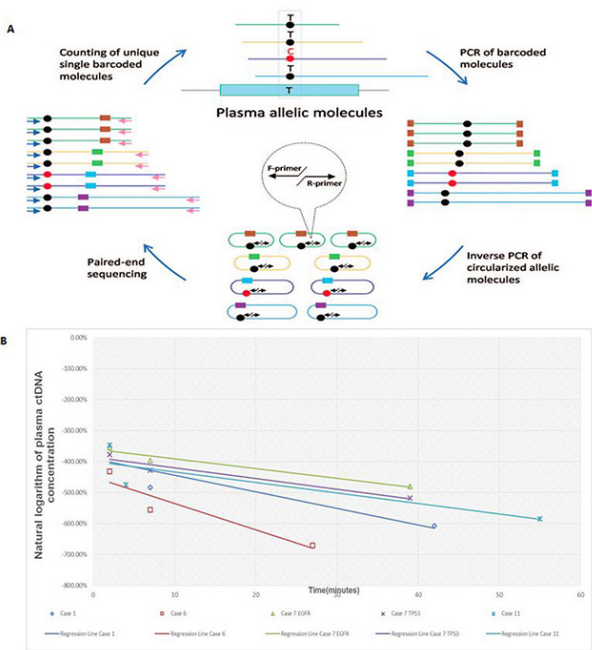 A
T
T
C
T
T
Counting of unique
single barcoded
molecules
PCR of barcoded
molecules
Plasma allelic molecules
F-primer
R-primer
Paired-end
sequencing
Inverse PCR of
circularized allelic
molecules
B
Natural logarithm of plasma ctDNA
concentration
0.00%
-100.00%
-200.00%
-300.00%
-400.00%
-500.00%
-600.00%
-700.00%
-800.00%
0 10 20 30 40 50 60
Time(minutes)
Case 1 Case 6 Case 7 EGFR Case 7 TP53 Case 11
Regression Line Case 1 Regression Line Case 6 Regression Line Case 7 EGFR Regression Line Case 7 TP53 Regression Line Case 11